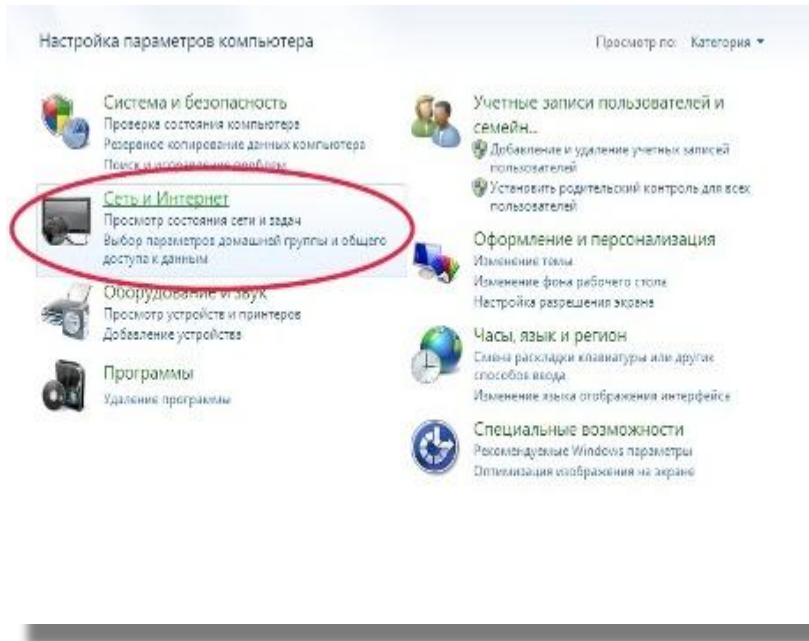 Настройка параметров компьютера
Просмотр по: Категория
Система и безопасность
Проверка состояния компьютера
Резервное копирование данных компьютера
Поиск и исправление проблем
Сеть и Интернет
Просмотр состояния сети и задач
Выбор параметров домашней группы и общего
доступа к данным
Оборудование и звук
Просмотр устройств и принтеров
Добавление устройства
Программы
Удаление программы
Учетные записи пользователей и
семейн...
Добавление и удаление учетных записей
пользователей
Установить родительский контроль для всех
пользователей
Оформление и персонализация
Изменение темы
Изменение фона рабочего стола
Настройка разрешения экрана
Часы, язык и регион
Смена раскладки клавиатуры или других
способов ввода
Изменение языка отображения интерфейса
Специальные возможности
Рекомендуемые Windows параметры
Оптимизация изображения на экране